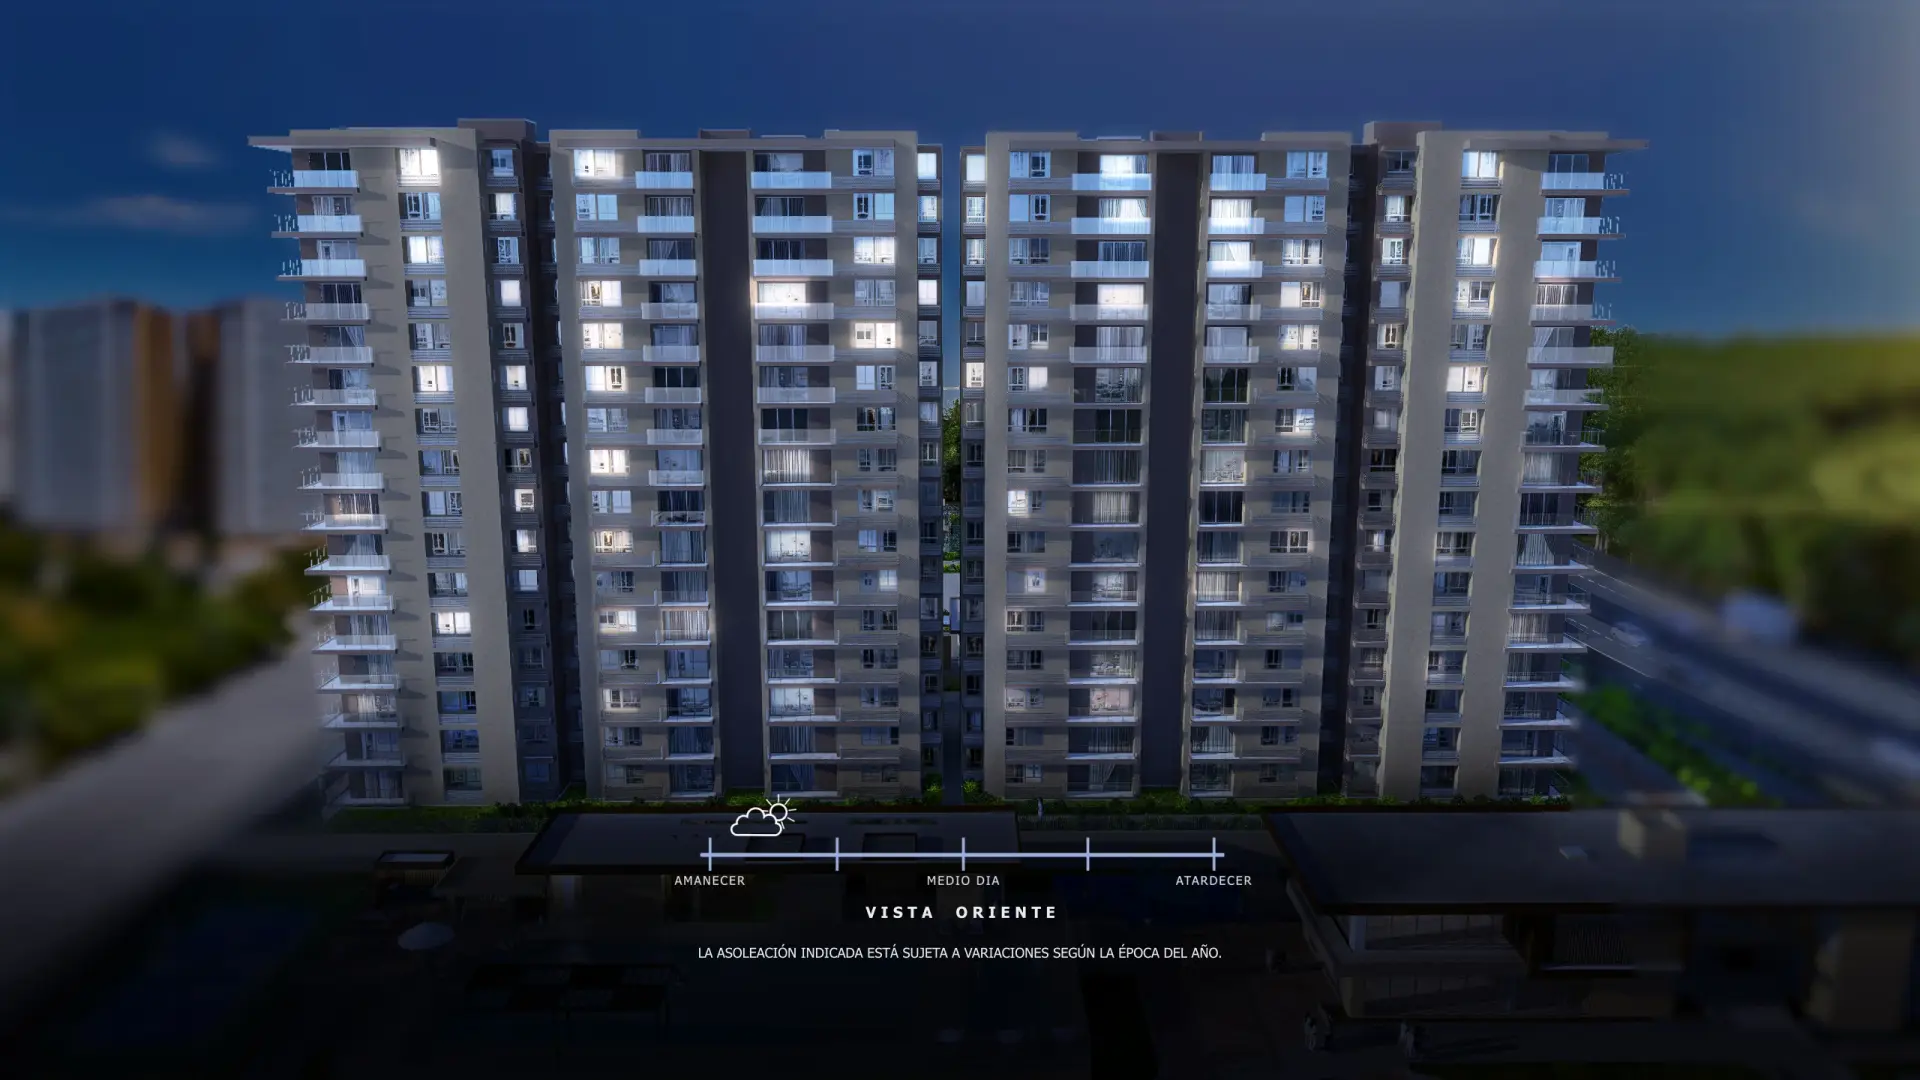 AMANECER MEDIO DIA ATARDECER
VISTA ORIENTE
LA ASOLEACIÓN INDICADA ESTÁ SUJETA A VARIACIONES SEGÚN LA ÉPOCA DEL AÑO.